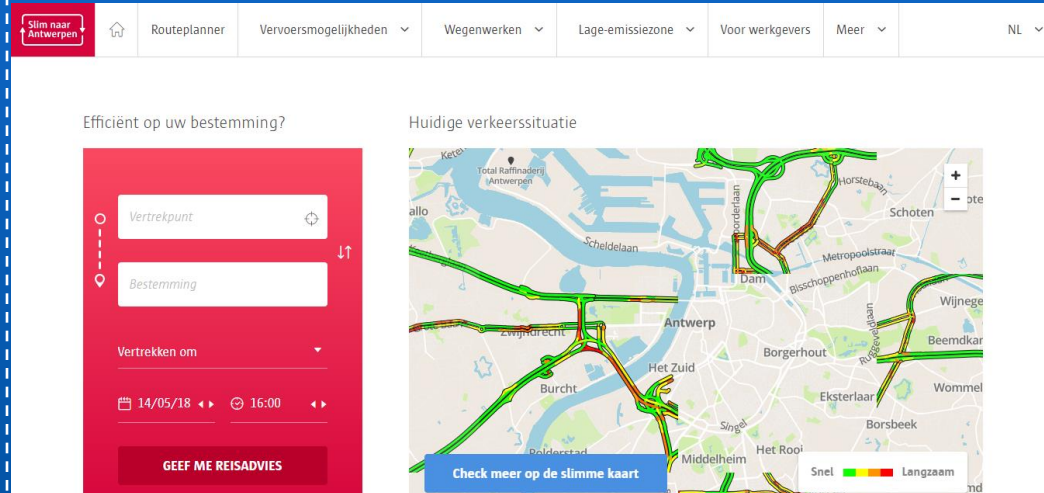 Slim naar
Antwerpen
Routeplanner
Vervoersmogelijkheden
Wegenwerken
Lage-emissiezone
Voor werkgevers
Meer
NL
Efficiënt op uw bestemming?
Vertrekpunt
Bestemming
Vertrekken om
14/05/18
16:00
GEEF ME REISADVIES
Huidige verkeerssituatie
Total Raffinaderij
Antwerpen
Scheldelaan
Horstebaan
Schoten
Metropoolstraat
Bisschoppenhoflaan
Dam
Wijnege
Antwerp
Zwijndrecht
Borgerhout
Beemdkar
Het Zuid
Burcht
Wommel
Eksterlaar
Borsbeek
Singel
Het Rooi
Middelheim
+
-
Check meer op de slimme kaart
Snel
Langzaam